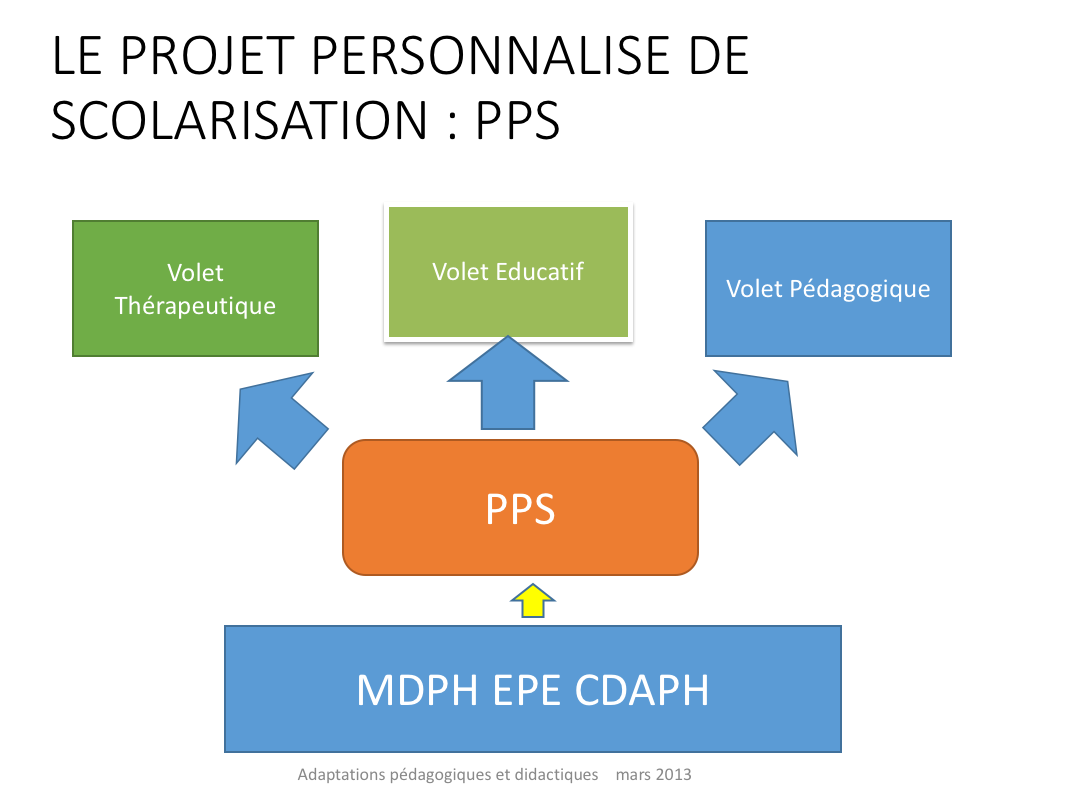 LE PROJET PERSONNALISE DE
SCOLARISATION : PPS
Volet
Thérapeutique
Volet Educatif
Volet Pédagogique
PPS
MDPH EPE CDAPH
Adaptations pédagogiques et didactiques mars 2013